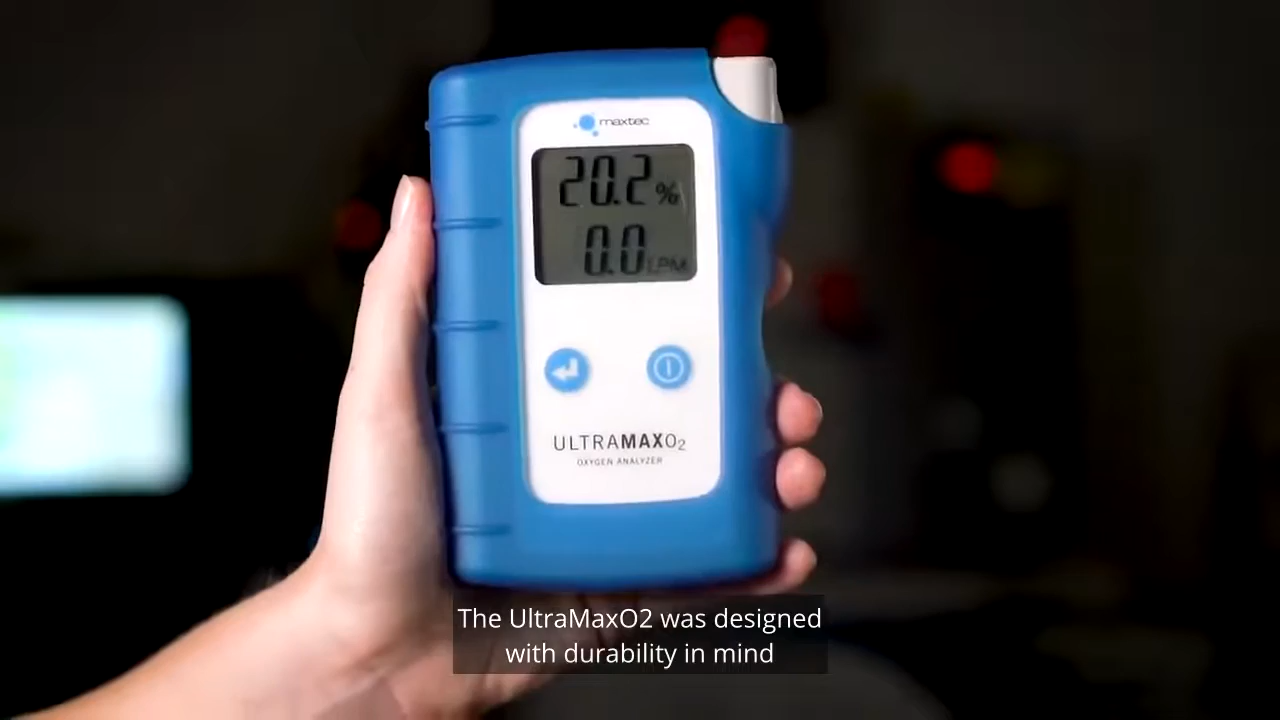 maxtec
20.2%
0.0 LPM
ULTRAMAXO2
OXYGEN ANALYZER
The UltraMaxO2 was designed
with durability in mind